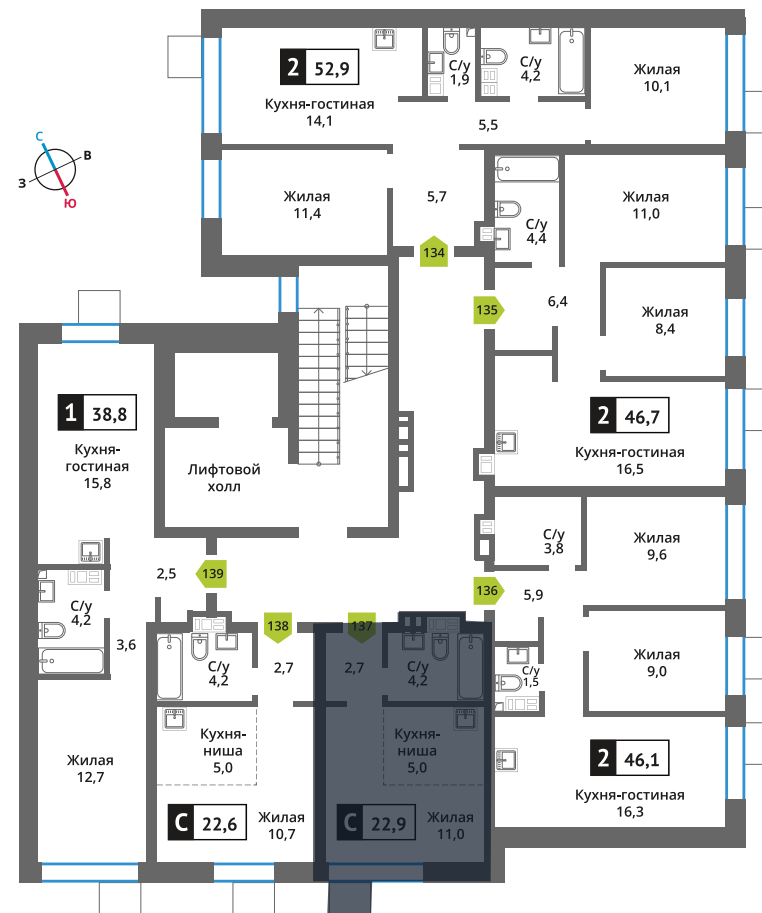 2 52,9
Кухня-гостиная
14,1
С/у
1,9
С/у
4,2
Жилая
10,1
5,5
С
В
З
Ю
Жилая
11,4
5,7
134
С/у
4,4
Жилая
11,0
135
6,4
Жилая
8,4
1 38,8
Кухня-
гостиная
15,8
Лифтовой
холл
2 46,7
Кухня-гостиная
16,5
С/у
3,8
Жилая
9,6
2,5
139
136
5,9
С/у
4,2
3,6
138
137
С/у
4,2
2,7
2,7
С/у
4,2
С/у
1,5
Жилая
9,0
Жилая
12,7
Кухня-
ниша
5,0
Кухня-
ниша
5,0
2 46,1
Кухня-гостиная
16,3
С 22,6
Жилая
10,7
С 22,9
Жилая
11,0